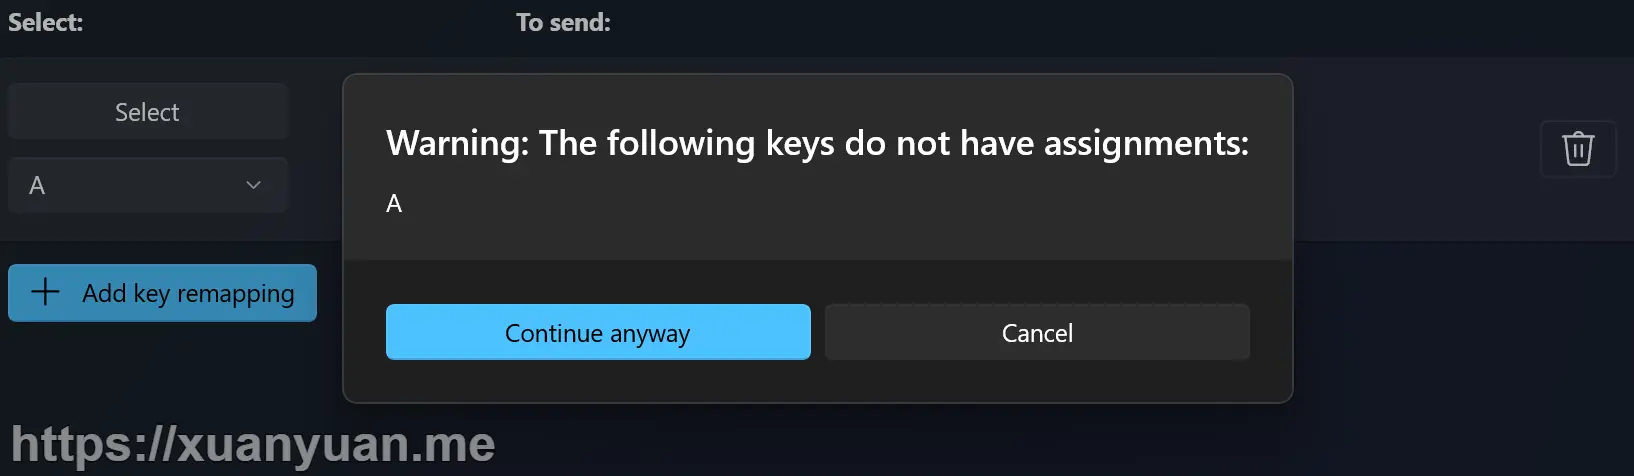 Select:
To send:
Select
A
Warning: The following keys do not have assignments:
A
Add key remapping
Continue anyway
Cancel
https://xuanyuan.me